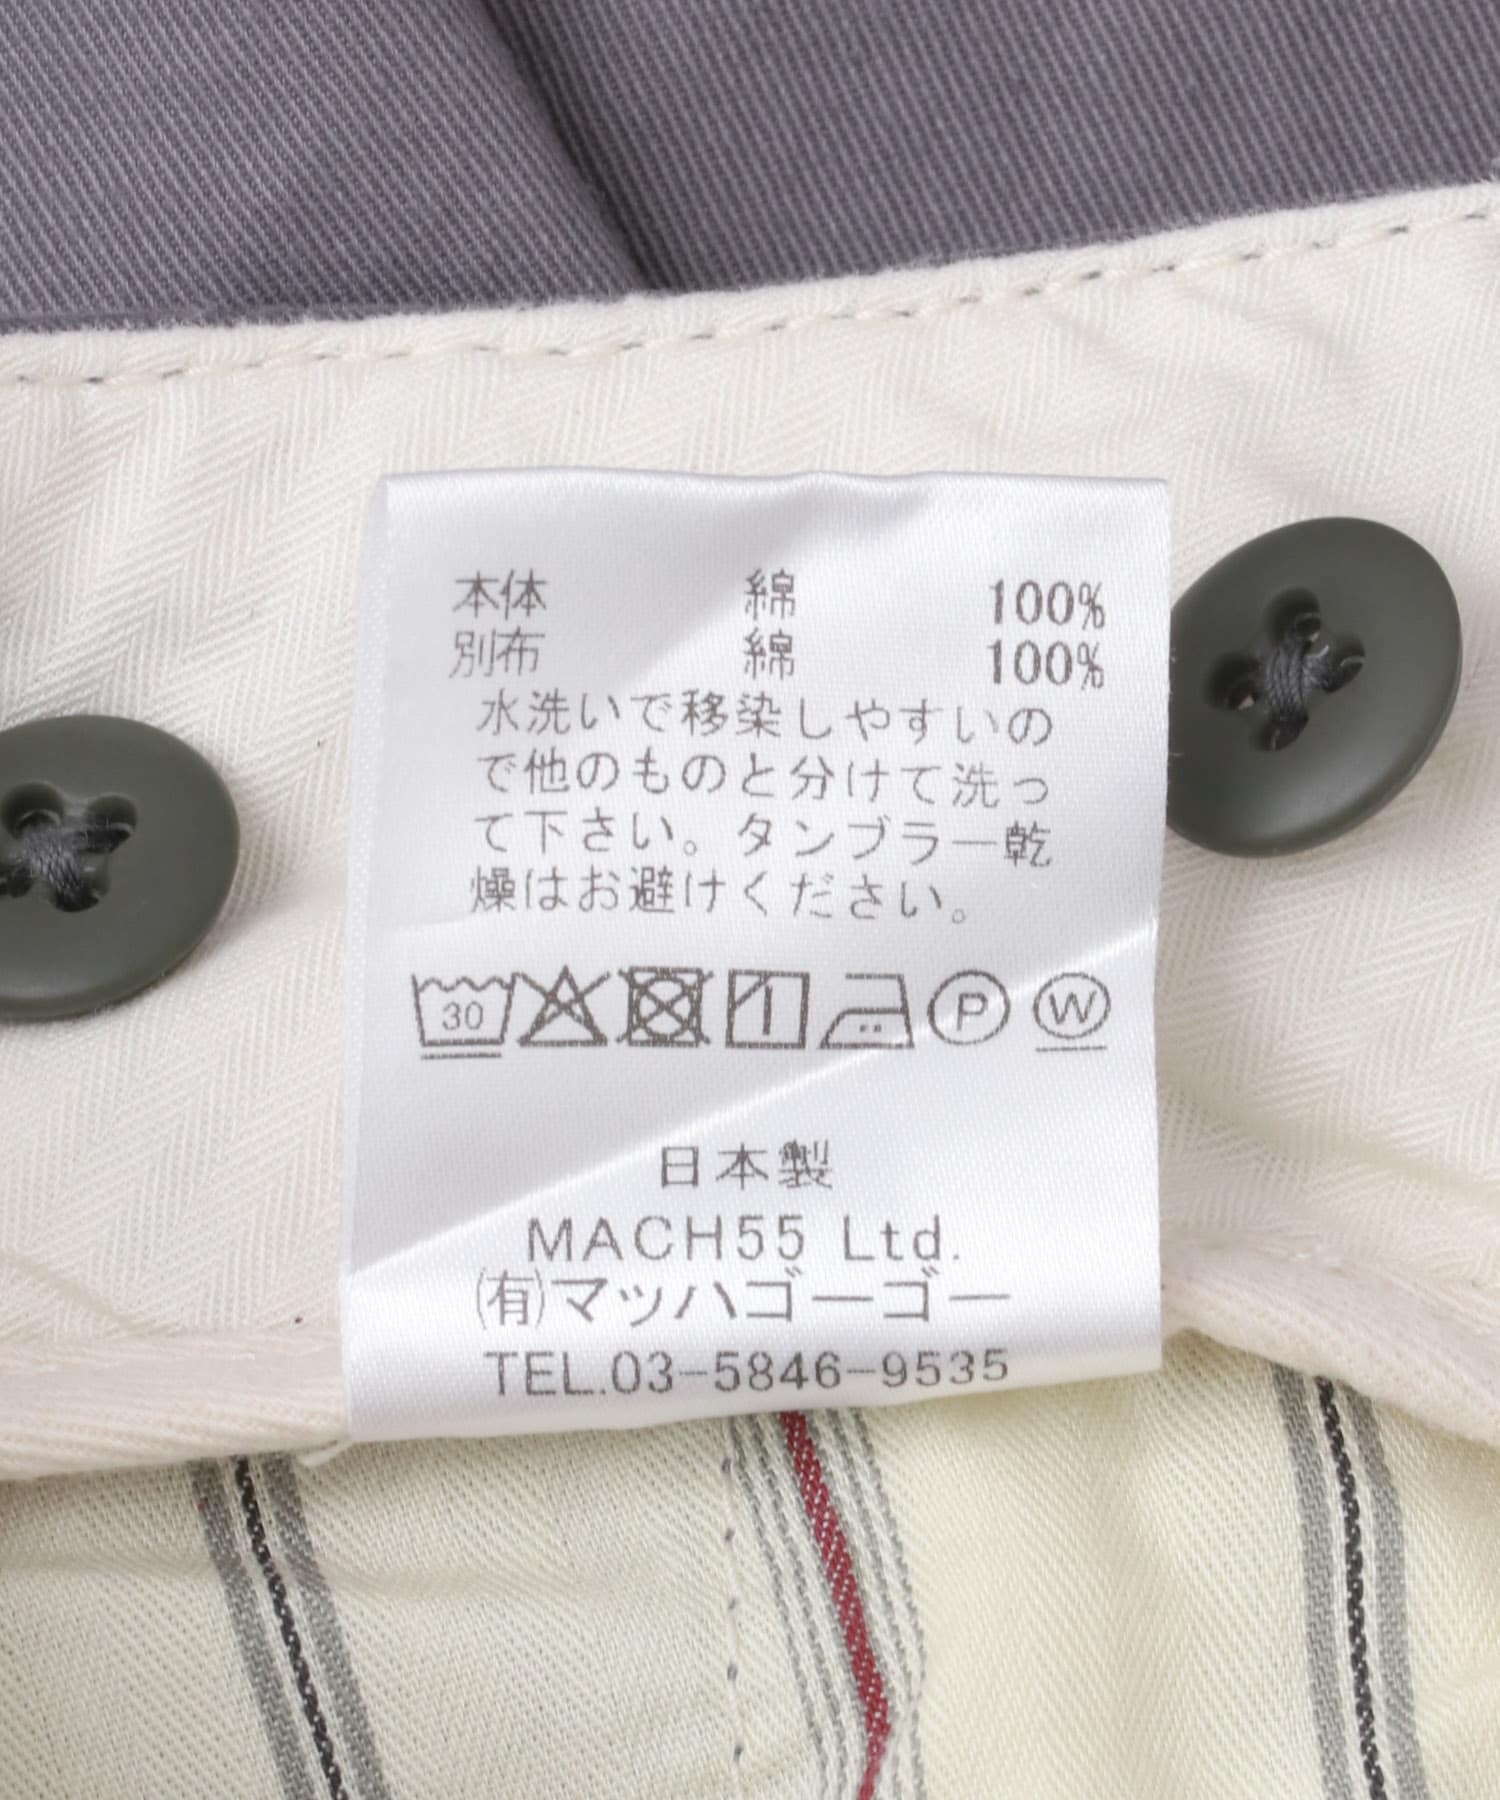 本体 綿 100%
別布 綿 100%
水洗いで移染しやすいの
で他のものと分けて洗っ
て下さい。タンブラー乾
燥はお避けください。
30 P W
日本製
MACH55 Ltd.
(有)マッハゴーゴー
TEL.03-5846-9535